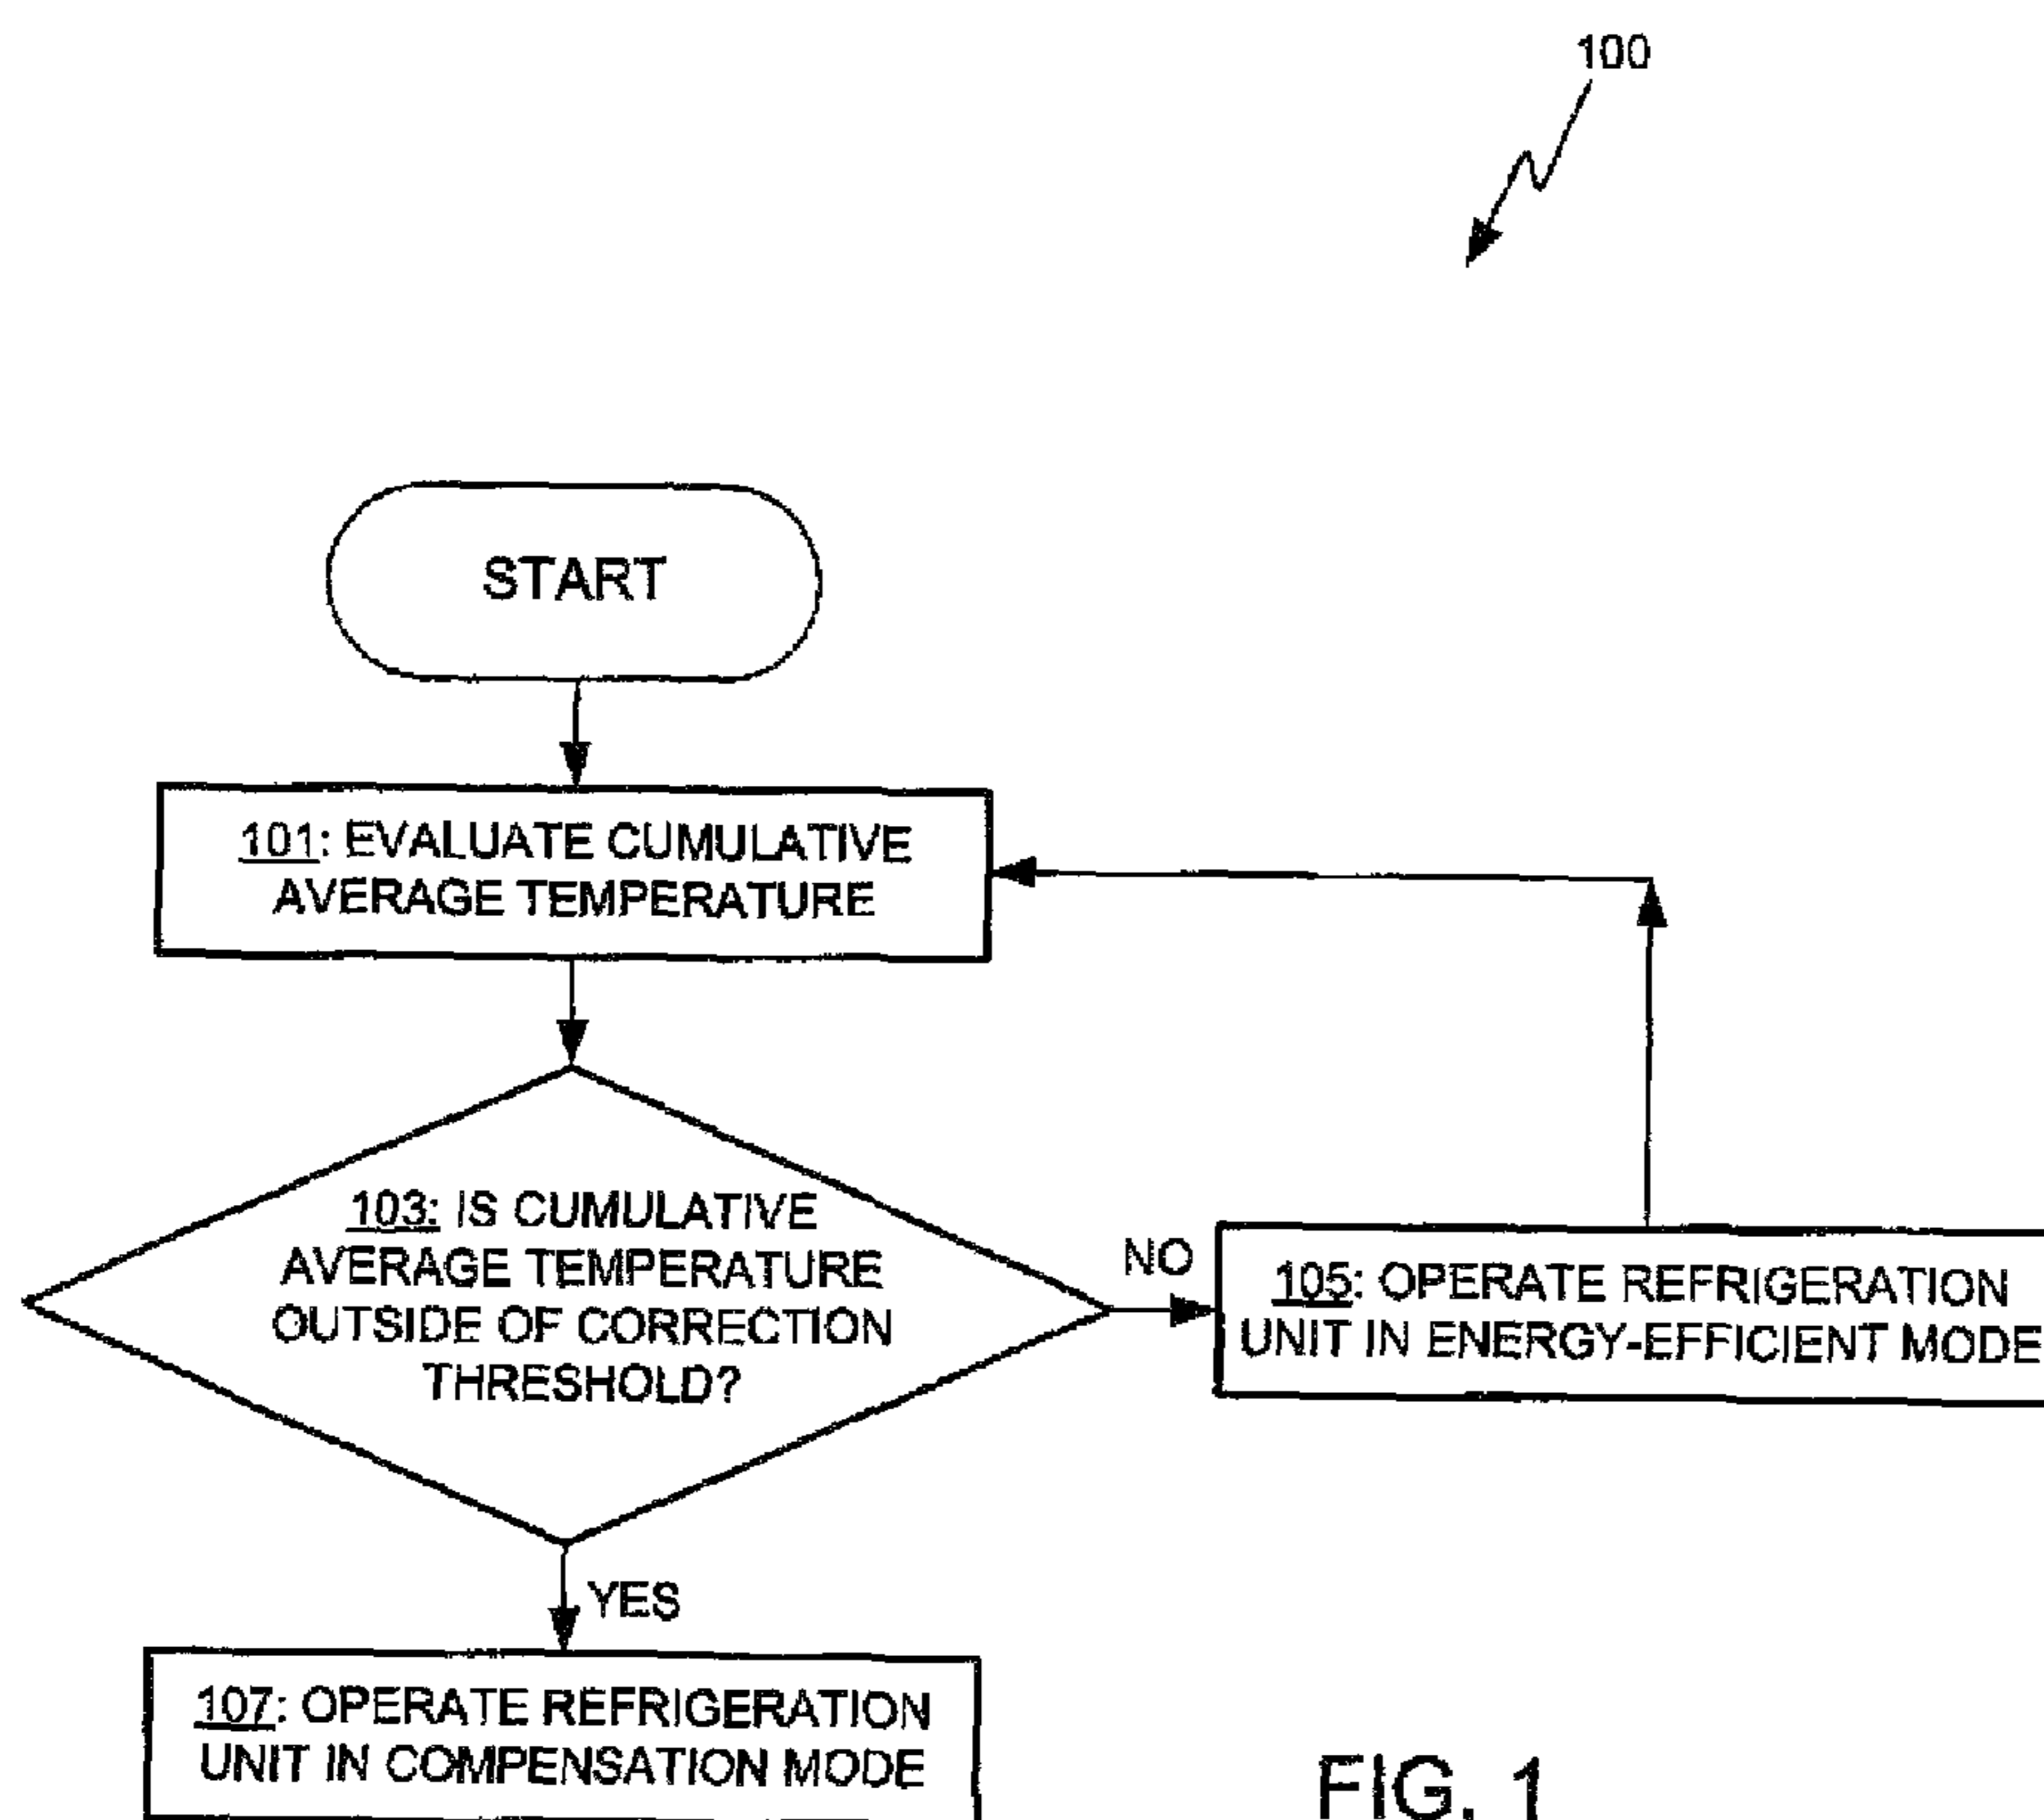 100
START
101: EVALUATE CUMULATIVE
AVERAGE TEMPERATURE
103: IS CUMULATIVE
AVERAGE TEMPERATURE
OUTSIDE OF CORRECTION
THRESHOLD?
NO
105: OPERATE REFRIGERATION
UNIT IN ENERGY-EFFICIENT MODE
YES
107: OPERATE REFRIGERATION
UNIT IN COMPENSATION MODE
FIG. 1